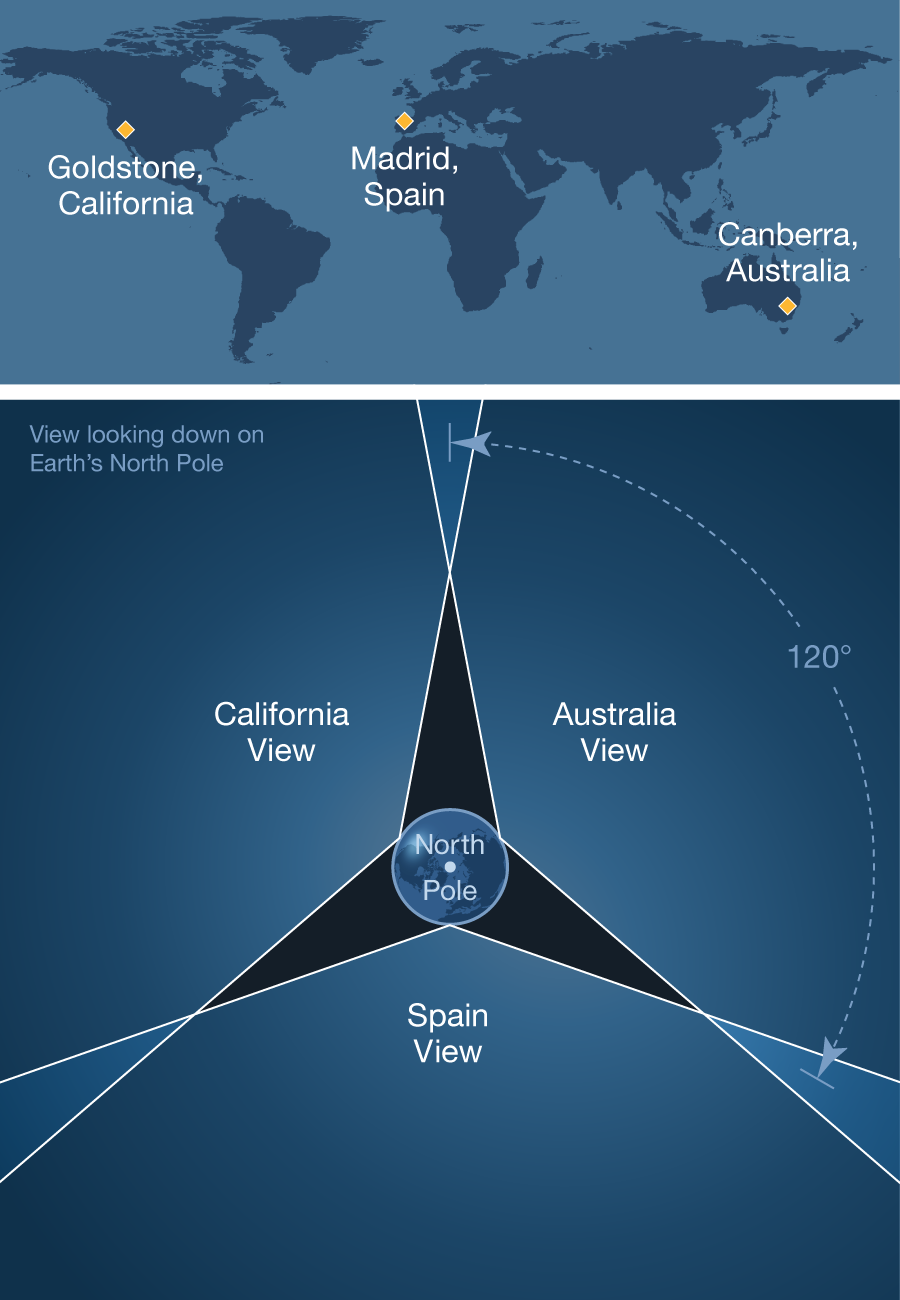 Goldstone,
California
Madrid,
Spain
Canberra,
Australia
View looking down on
Earth’s North Pole
120°
California
View
Australia
View
North
Pole
Spain
View